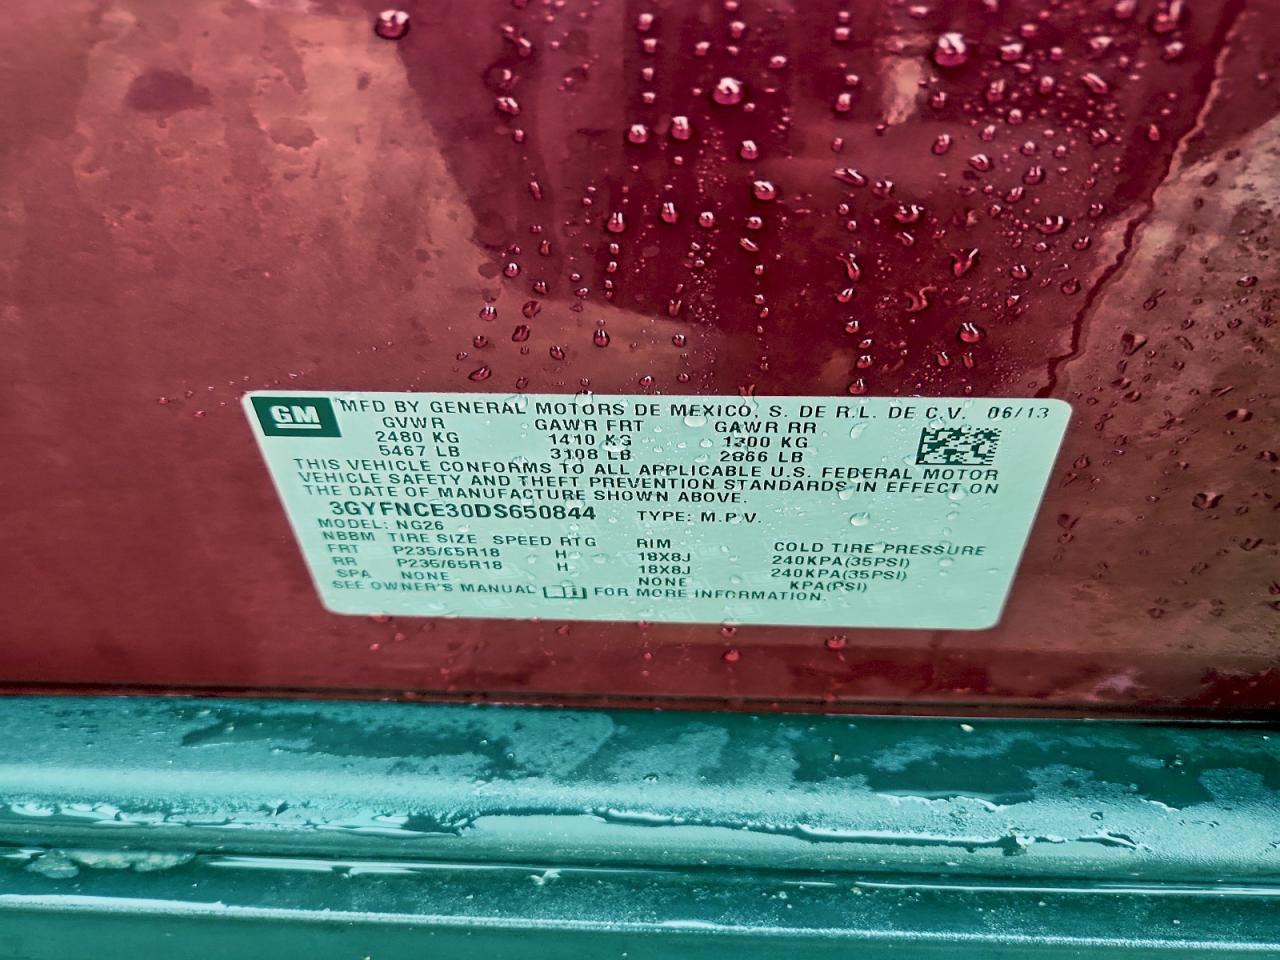 GM MFD BY GENERAL MOTORS DE MEXICO, S. DE R.L. DE C.V. 06/13
GVWR GAWR FRT GAWR RR
2480 KG 1410 KG 1300 KG
5467 LB 3108 LB 2866 LB
THIS VEHICLE CONFORMS TO ALL APPLICABLE U.S. FEDERAL MOTOR
VEHICLE SAFETY AND THEFT PREVENTION STANDARDS IN EFFECT ON
THE DATE OF MANUFACTURE SHOWN ABOVE.
3GYFNCE30DS650844 TYPE: M.P.V.
MODEL: NG26
NBBM TIRE SIZE SPEED RTG RIM COLD TIRE PRESSURE
FRT P235/65R18 H 18X8J 240KPA(35PSI)
RR P235/65R18 H 18X8J 240KPA(35PSI)
SPA NONE NONE KPA(PSI)
SEE OWNER'S MANUAL FOR MORE INFORMATION.